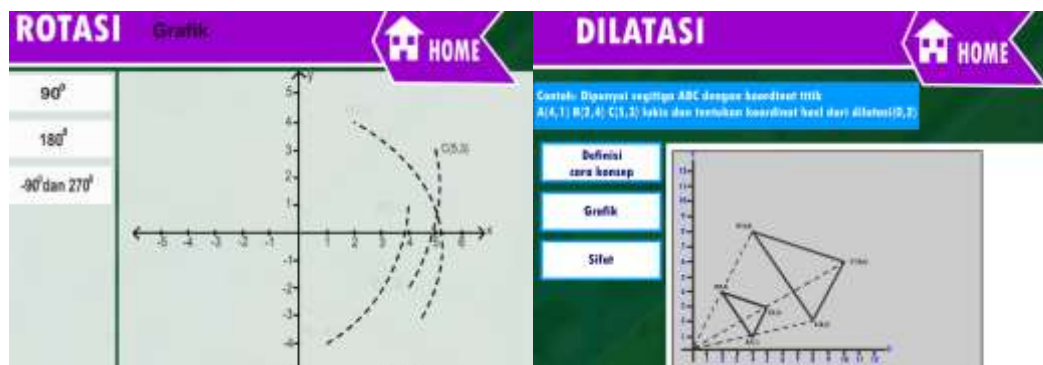 ROTASI
Grafik
HOME
90⁰
180⁰
-90⁰dan 270⁰
y
5
4
3
2
1
C(5,3)
-5 -4 -3 -2 -1 1 2 3 4 5 6 x
-1
-2
-3
-4
DILATASI
HOME
Contoh: Dipunyai segitiga ABC dengan koordinat titik
A(4,1) B(2,4) C(5,3) lukis dan tentukan koordinat hasil dari dilatasi(0,2)
Definisi
cara konsep
Grafik
Sifat